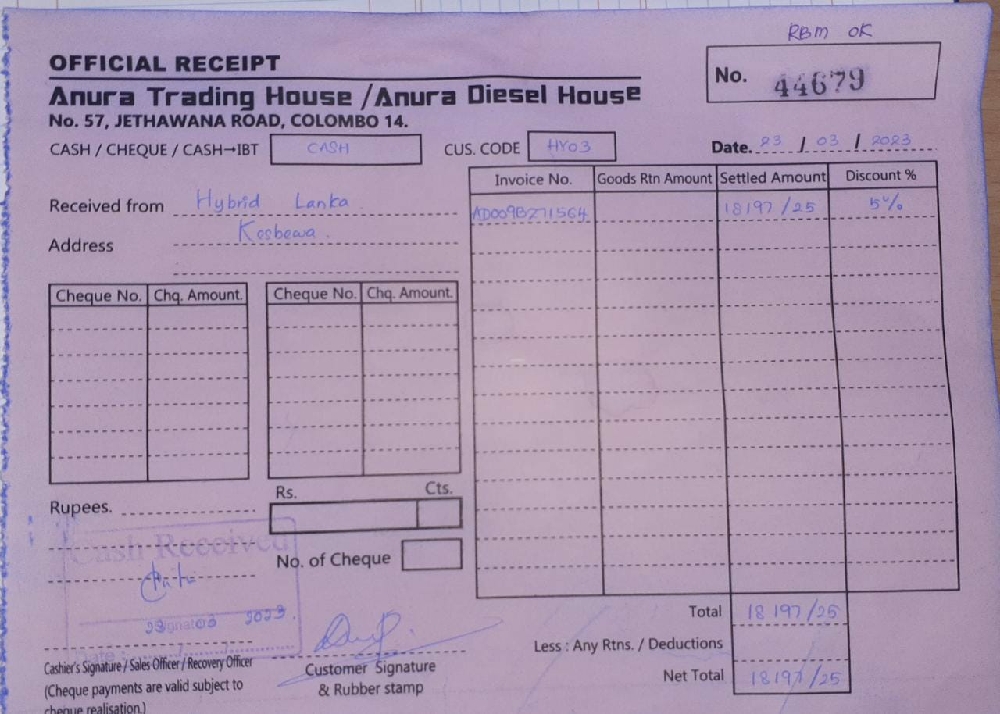 RBM OK
OFFICIAL RECEIPT
No. 44679
Anura Trading House /Anura Diesel House
No. 57, JETHAWANA ROAD, COLOMBO 14.
CASH / CHEQUE / CASH→IBT CASH CUS. CODE HY03 Date. 23 / 03 / 2023
Invoice No. Goods Rtn Amount Settled Amount Discount %
AD009B271564 18197/25 5%
Received from Hybrid Lanka
Address Kosbewa.
Cheque No. Chq. Amount. Cheque No. Chq. Amount.
Rupees. Rs. Cts.
Cash Received
No. of Cheque
2023.
Total 18197/25
Less : Any Rtns. / Deductions
Net Total 18197/25
Cashier's Signature / Sales Officer / Recovery Officer
(Cheque payments are valid subject to
cheque realisation.)
Customer Signature
& Rubber stamp